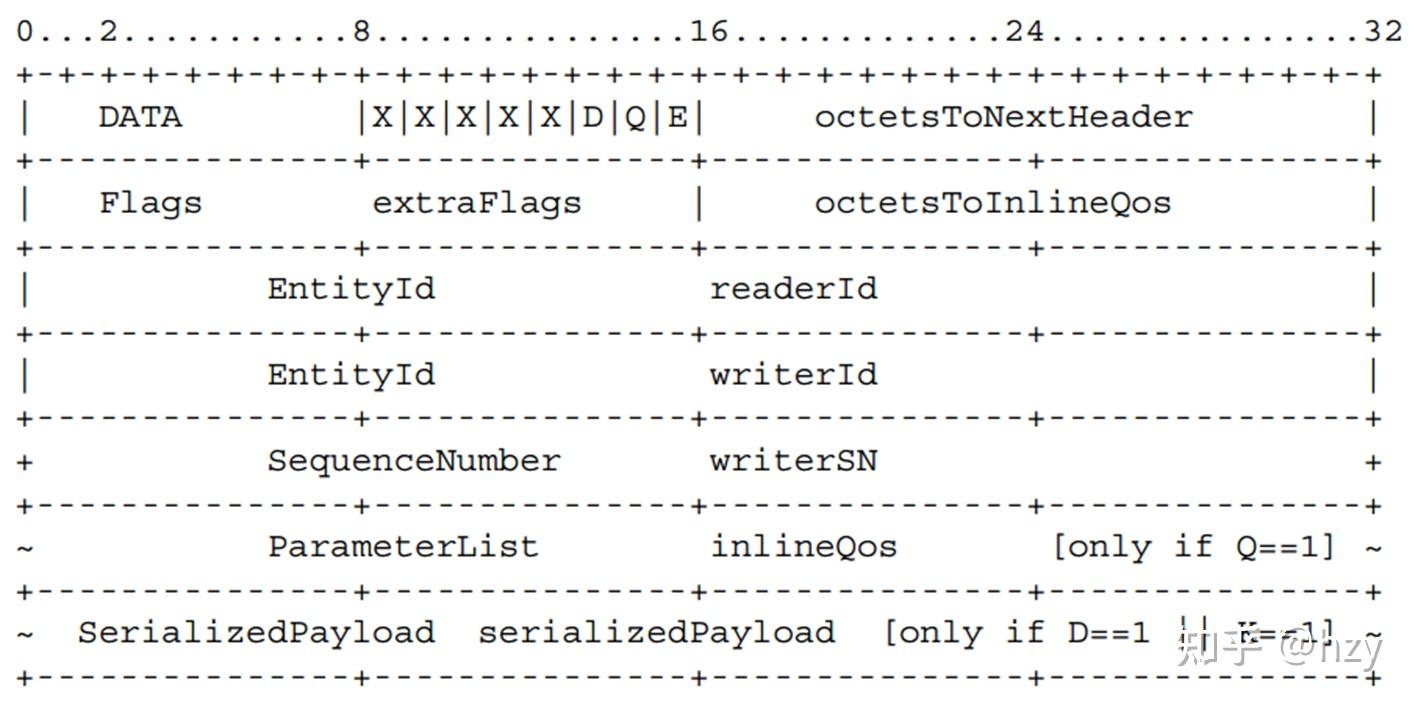 0...2...........8...............16.............24...............32
+-+-+-+-+-+-+-+-+-+-+-+-+-+-+-+-+-+-+-+-+-+-+-+-+-+-+-+-+-+-+-+-+
|   DATA        |X|X|X|X|X|D|Q|E|     octetsToNextHeader        |
+---------------+---------------+---------------+---------------+
|   Flags        extraFlags     |     octetsToInlineQos         |
+---------------+---------------+---------------+---------------+
|           EntityId             readerId                       |
+---------------+---------------+---------------+---------------+
|           EntityId             writerId                       |
+---------------+---------------+---------------+---------------+
+           SequenceNumber       writerSN                       +
+---------------+---------------+---------------+---------------+
~           ParameterList        inlineQos       [only if Q==1] ~
+---------------+---------------+---------------+---------------+
~  SerializedPayload  serializedPayload  [only if D==1 || K==1] ~
知乎 @hzy
+---------------+---------------+---------------+---------------+